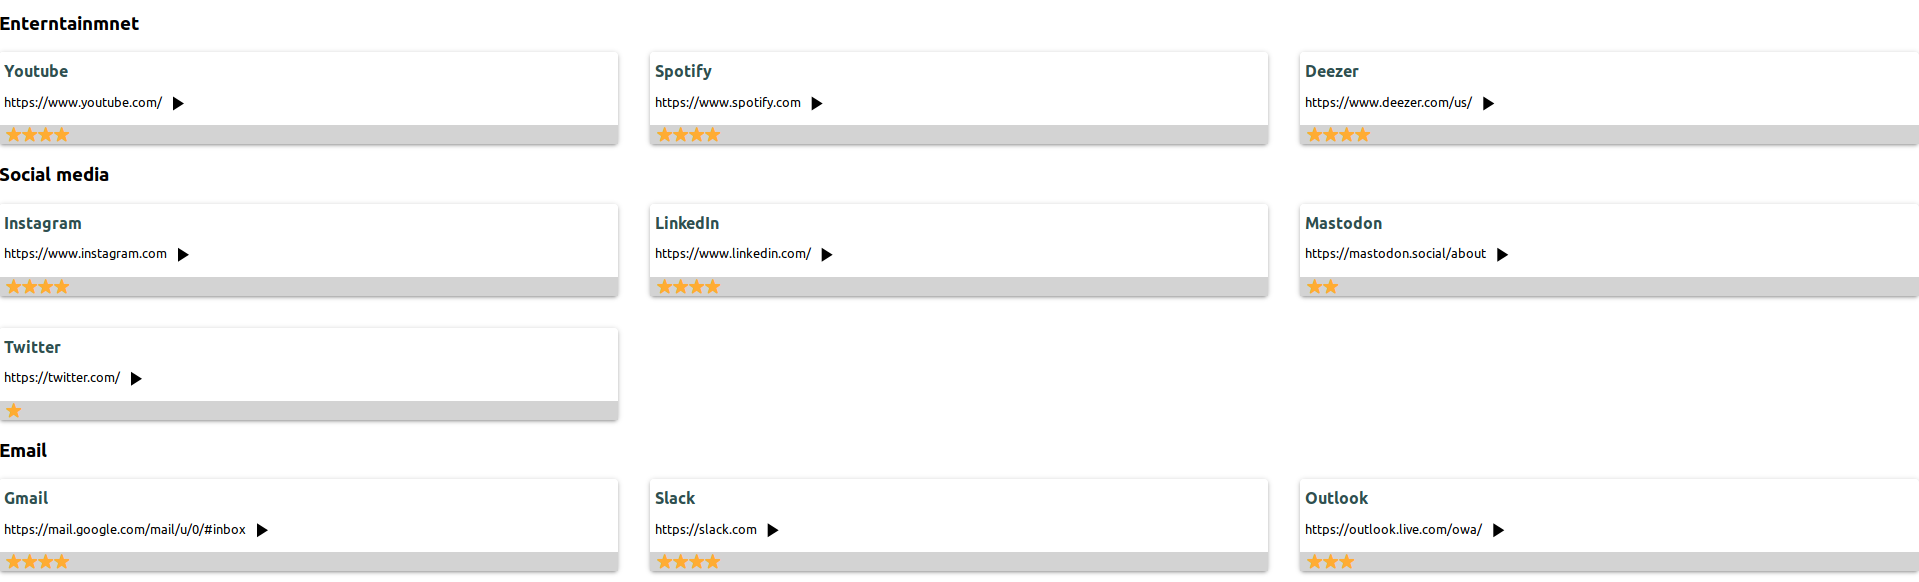 Enterntainmnet
Youtube
https://www.youtube.com/
Spotify
https://www.spotify.com
Deezer
https://www.deezer.com/us/
Social media
Instagram
https://www.instagram.com
LinkedIn
https://www.linkedin.com/
Mastodon
https://mastodon.social/about
Twitter
https://twitter.com/
Email
Gmail
https://mail.google.com/mail/u/0/#inbox
Slack
https://slack.com
Outlook
https://outlook.live.com/owa/